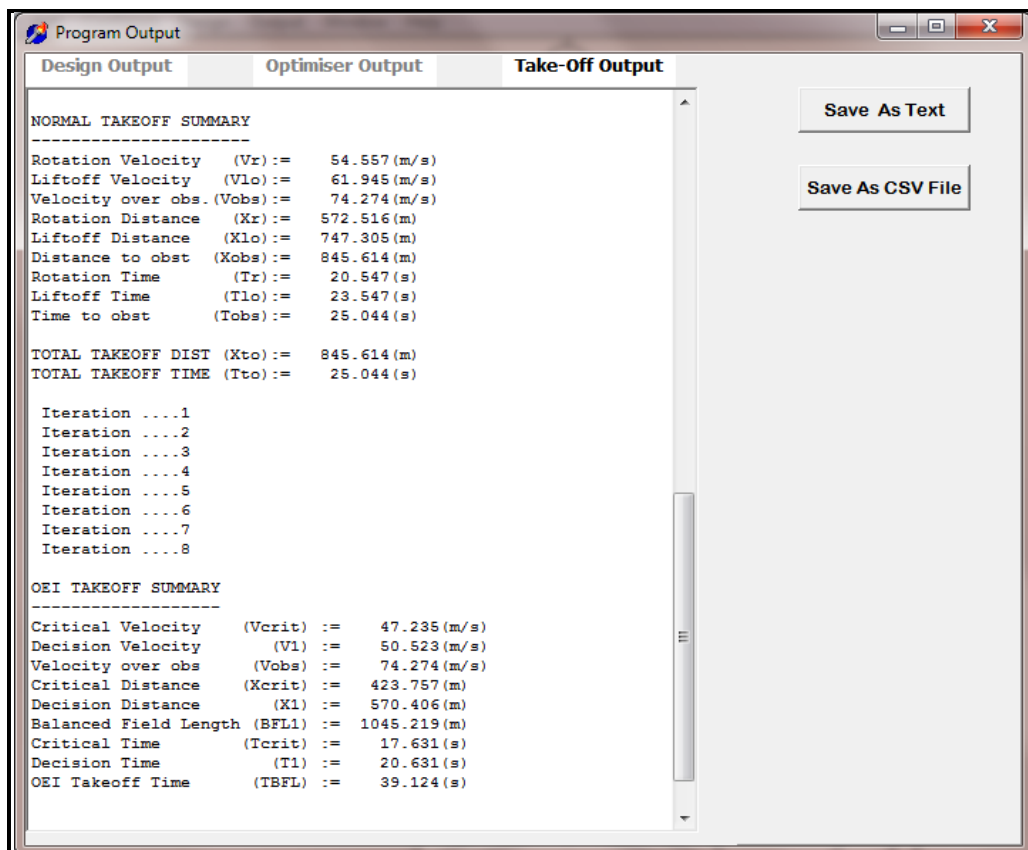 Program Output
Design Output Optimiser Output Take-Off Output
Save As Text
Save As CSV File
NORMAL TAKEOFF SUMMARY
-----------------------
Rotation Velocity (Vr):= 54.557(m/s)
Liftoff Velocity (Vlo):= 61.945(m/s)
Velocity over obs.(Vobs):= 74.274(m/s)
Rotation Distance (Xr):= 572.516(m)
Liftoff Distance (Xlo):= 747.305(m)
Distance to obst (Xobs):= 845.614(m)
Rotation Time (Tr):= 20.547(s)
Liftoff Time (Tlo):= 23.547(s)
Time to obst (Tobs):= 25.044(s)
TOTAL TAKEOFF DIST (Xto):= 845.614(m)
TOTAL TAKEOFF TIME (Tto):= 25.044(s)
Iteration ....1
Iteration ....2
Iteration ....3
Iteration ....4
Iteration ....5
Iteration ....6
Iteration ....7
Iteration ....8
OEI TAKEOFF SUMMARY
--------------------
Critical Velocity (Vcrit) := 47.235(m/s)
Decision Velocity (V1) := 50.523(m/s)
Velocity over obs (Vobs) := 74.274(m/s)
Critical Distance (Xcrit) := 423.757(m)
Decision Distance (X1) := 570.406(m)
Balanced Field Length (BFL1) := 1045.219(m)
Critical Time (Tcrit) := 17.631(s)
Decision Time (T1) := 20.631(s)
OEI Takeoff Time (TBFL) := 39.124(s)